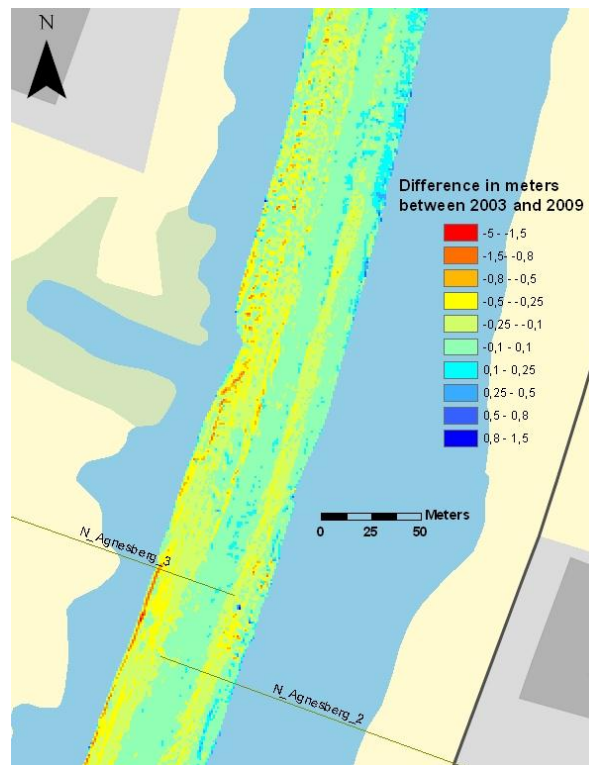 N
Difference in meters
between 2003 and 2009
-5 - -1,5
-1,5- -0,8
-0,8 --0,5
-0,5 --0,25
-0,25 - -0,1
-0,1 - 0,1
0,1 - 0,25
0,25 - 0,5
0,5 - 0,8
0,8 - 1,5
Meters
0 25 50
N_Agnesberg_3
N_Agnesberg_2